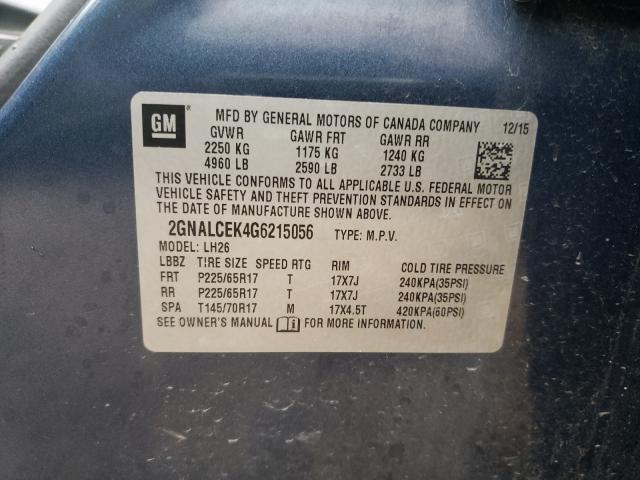 GM ® MFD BY GENERAL MOTORS OF CANADA COMPANY 12/15
GVWR GAWR FRT GAWR RR
2250 KG 1175 KG 1240 KG
4960 LB 2590 LB 2733 LB
THIS VEHICLE CONFORMS TO ALL APPLICABLE U.S. FEDERAL MOTOR
VEHICLE SAFETY AND THEFT PREVENTION STANDARDS IN EFFECT ON
THE DATE OF MANUFACTURE SHOWN ABOVE.
2GNALCEK4G6215056 TYPE: M.P.V.
MODEL: LH26
LBBZ TIRE SIZE SPEED RTG RIM COLD TIRE PRESSURE
FRT P225/65R17 T 17X7J 240KPA(35PSI)
RR P225/65R17 T 17X7J 240KPA(35PSI)
SPA T145/70R17 M 17X4.5T 420KPA(60PSI)
SEE OWNER'S MANUAL FOR MORE INFORMATION.